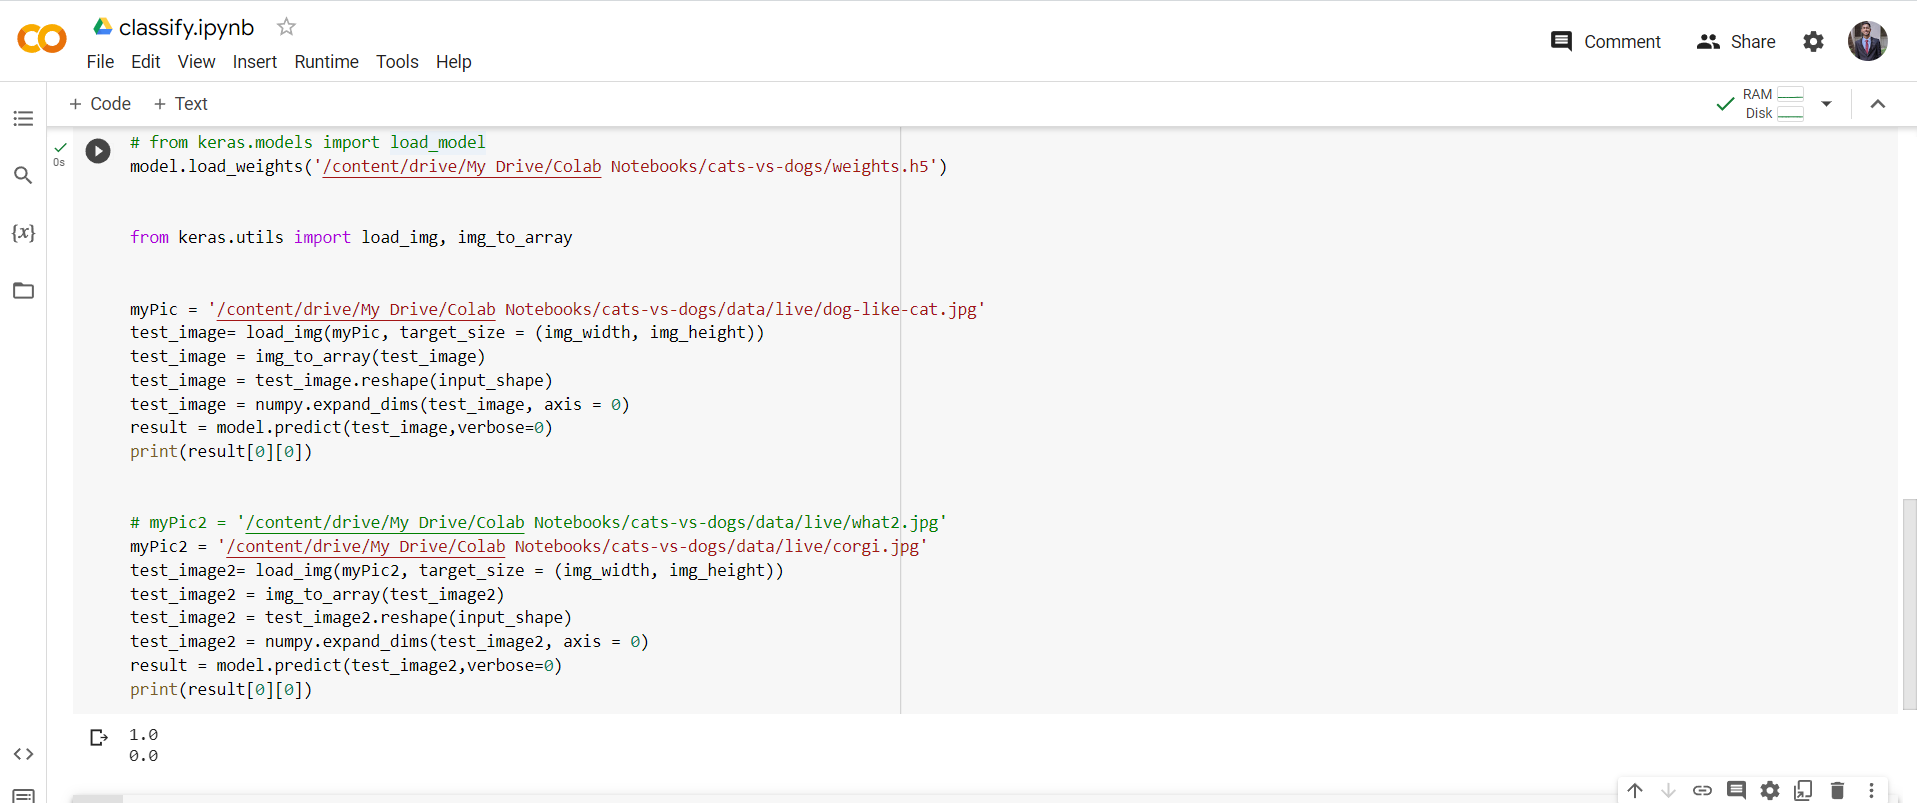 classify.ipynb
File Edit View Insert Runtime Tools Help
Comment Share
+ Code + Text
RAM
Disk
0s
# from keras.models import load_model
model.load_weights('/content/drive/My Drive/Colab Notebooks/cats-vs-dogs/weights.h5')
from keras.utils import load_img, img_to_array
myPic = '/content/drive/My Drive/Colab Notebooks/cats-vs-dogs/data/live/dog-like-cat.jpg'
test_image= load_img(myPic, target_size = (img_width, img_height))
test_image = img_to_array(test_image)
test_image = test_image.reshape(input_shape)
test_image = numpy.expand_dims(test_image, axis = 0)
result = model.predict(test_image,verbose=0)
print(result[0][0])
# myPic2 = '/content/drive/My Drive/Colab Notebooks/cats-vs-dogs/data/live/what2.jpg'
myPic2 = '/content/drive/My Drive/Colab Notebooks/cats-vs-dogs/data/live/corgi.jpg'
test_image2= load_img(myPic2, target_size = (img_width, img_height))
test_image2 = img_to_array(test_image2)
test_image2 = test_image2.reshape(input_shape)
test_image2 = numpy.expand_dims(test_image2, axis = 0)
result = model.predict(test_image2,verbose=0)
print(result[0][0])
1.0
0.0